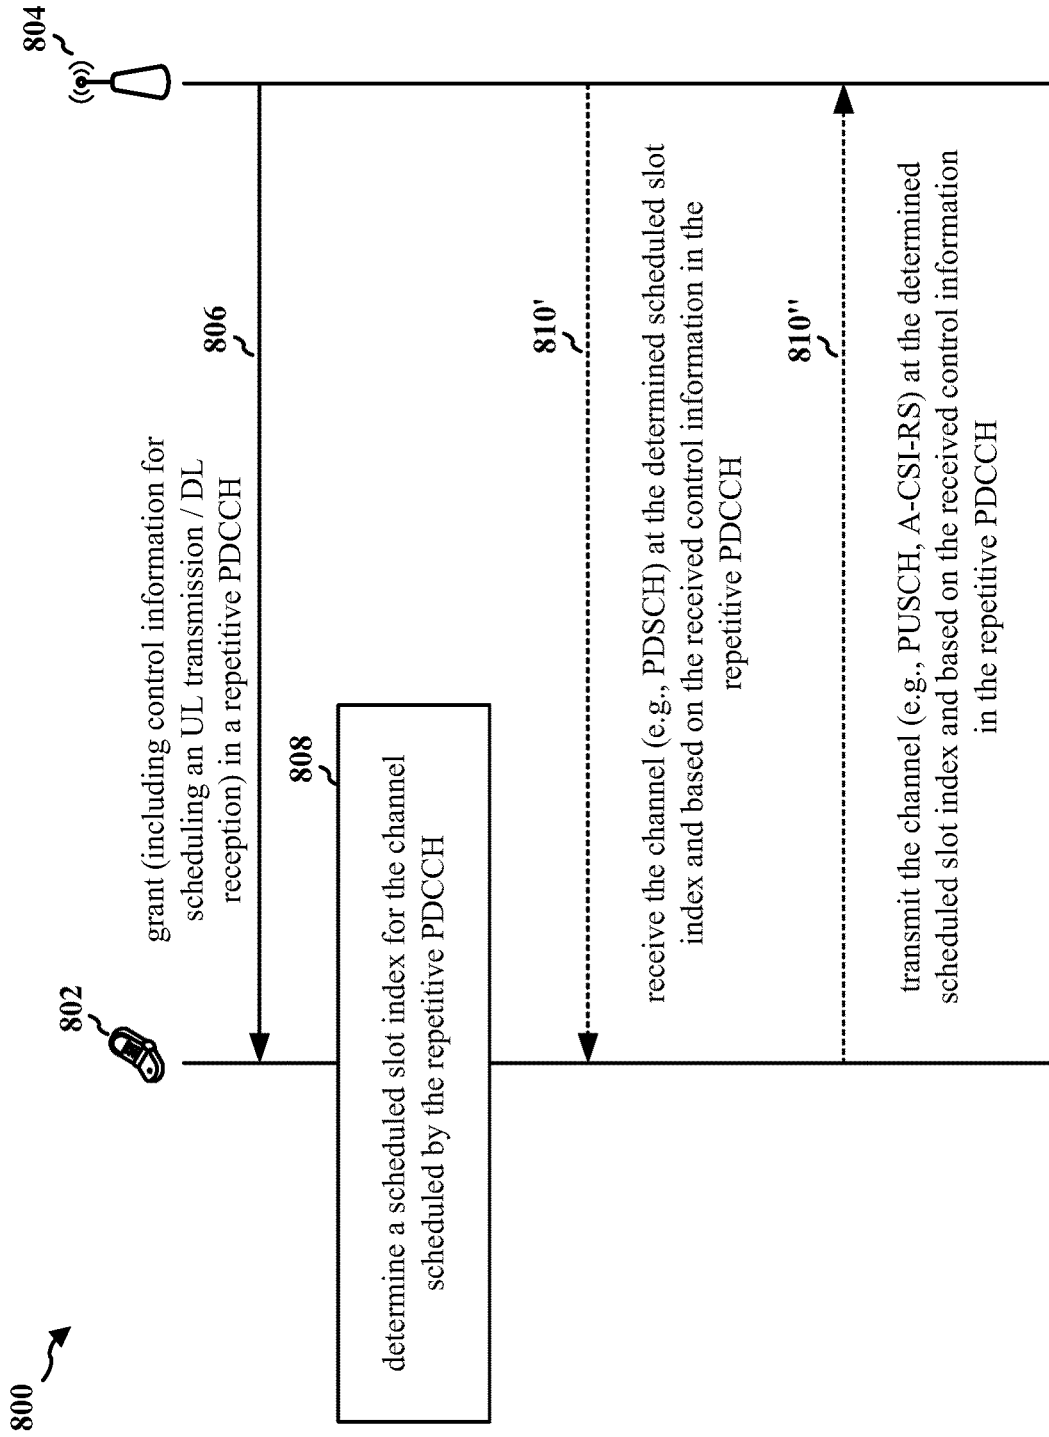 800
802
804
grant (including control information for
scheduling an UL transmission / DL
reception) in a repetitive PDCCH
806
808
determine a scheduled slot index for the channel
scheduled by the repetitive PDCCH
810'
receive the channel (e.g., PDSCH) at the determined scheduled slot
index and based on the received control information in the
repetitive PDCCH
810''
transmit the channel (e.g., PUSCH, A-CSI-RS) at the determined
scheduled slot index and based on the received control information
in the repetitive PDCCH